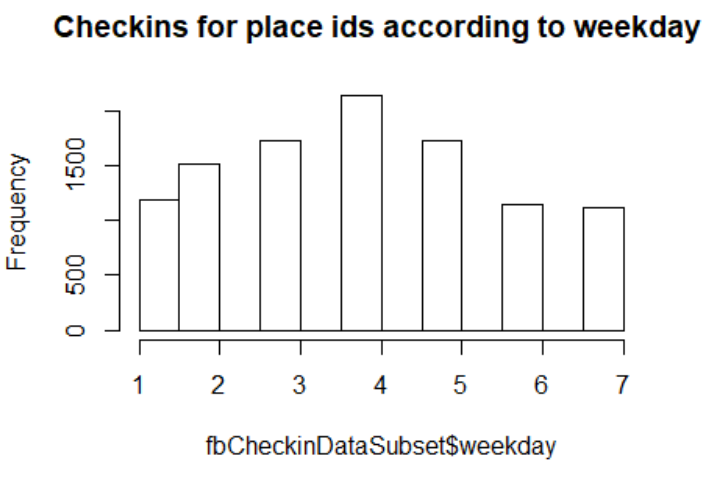 Checkins for place ids according to weekday
Frequency
1500
500
0
1 2 3 4 5 6 7
fbCheckinDataSubset$weekday